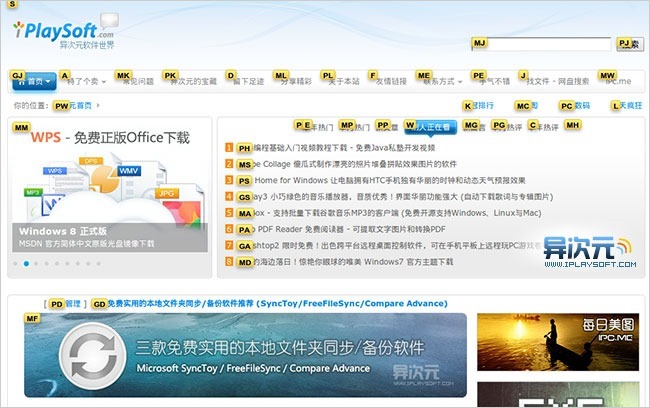 S
iPlaySoft.com
异次元软件世界
MJ
PJ 索
GJ 首页
A 特了个卖
MK 常见问题
PK 异次元的宝藏
D 留下足迹
ML 分享精彩
PL 关于本站
F 友情链接
ME 联系方式
PE 手气不错
J 找文件 - 网盘搜索
MW iPc.me
你的位置: PW 元首页
K 排行
MC
PC 数码
L 天疯狂
MM
WPS - 免费正版Office下载
DPS
WPS
WMV
MP3
JPG
Windows 8 正式版
MSDN 官方简体中文原版光盘镜像下载
P E 年热门
MP 热门
PP 文章
W 人正在看
MG
PG 热评
C 年热评
MH
1 PH 编程基础入门视频教程下载 - 免费Java私塾开发视频
2 MS pe Collage 傻瓜式制作漂亮的照片堆叠拼贴效果图片的软件
3 PS Home for Windows 让电脑拥有HTC手机独有华丽的时钟和动态天气预报效果
4 GS lay3 小巧绿色的音乐播放器，音质优秀！界面华丽功能强大 (自动下载歌词与专辑图片)
5 MA ox - 支持批量下载谷歌音乐MP3的客户端 (免费开源支持Windows、Linux与Mac)
6 PA o PDF Reader 免费阅读器 - 可提取文字图片和转换PDF
7 GA shtop2 限时免费！出色跨平台远程桌面控制软件，可在手机平板上远程玩PC游戏
8 MD 的海边落日！惊艳你眼球的唯美 Windows7 官方主题下载
异次元
WWW.IPLAYSOFT.COM
[ PD 管理 ] GD 免费实用的本地文件夹同步/备份软件推荐 (SyncToy/FreeFileSync/Compare Advance)
MF
三款免费实用的本地文件夹同步/备份软件
Microsoft SyncToy / FreeFileSync / Compare Advance
异次元
WWW.IPLAYSOFT.COM
每日美图
iPC.ME